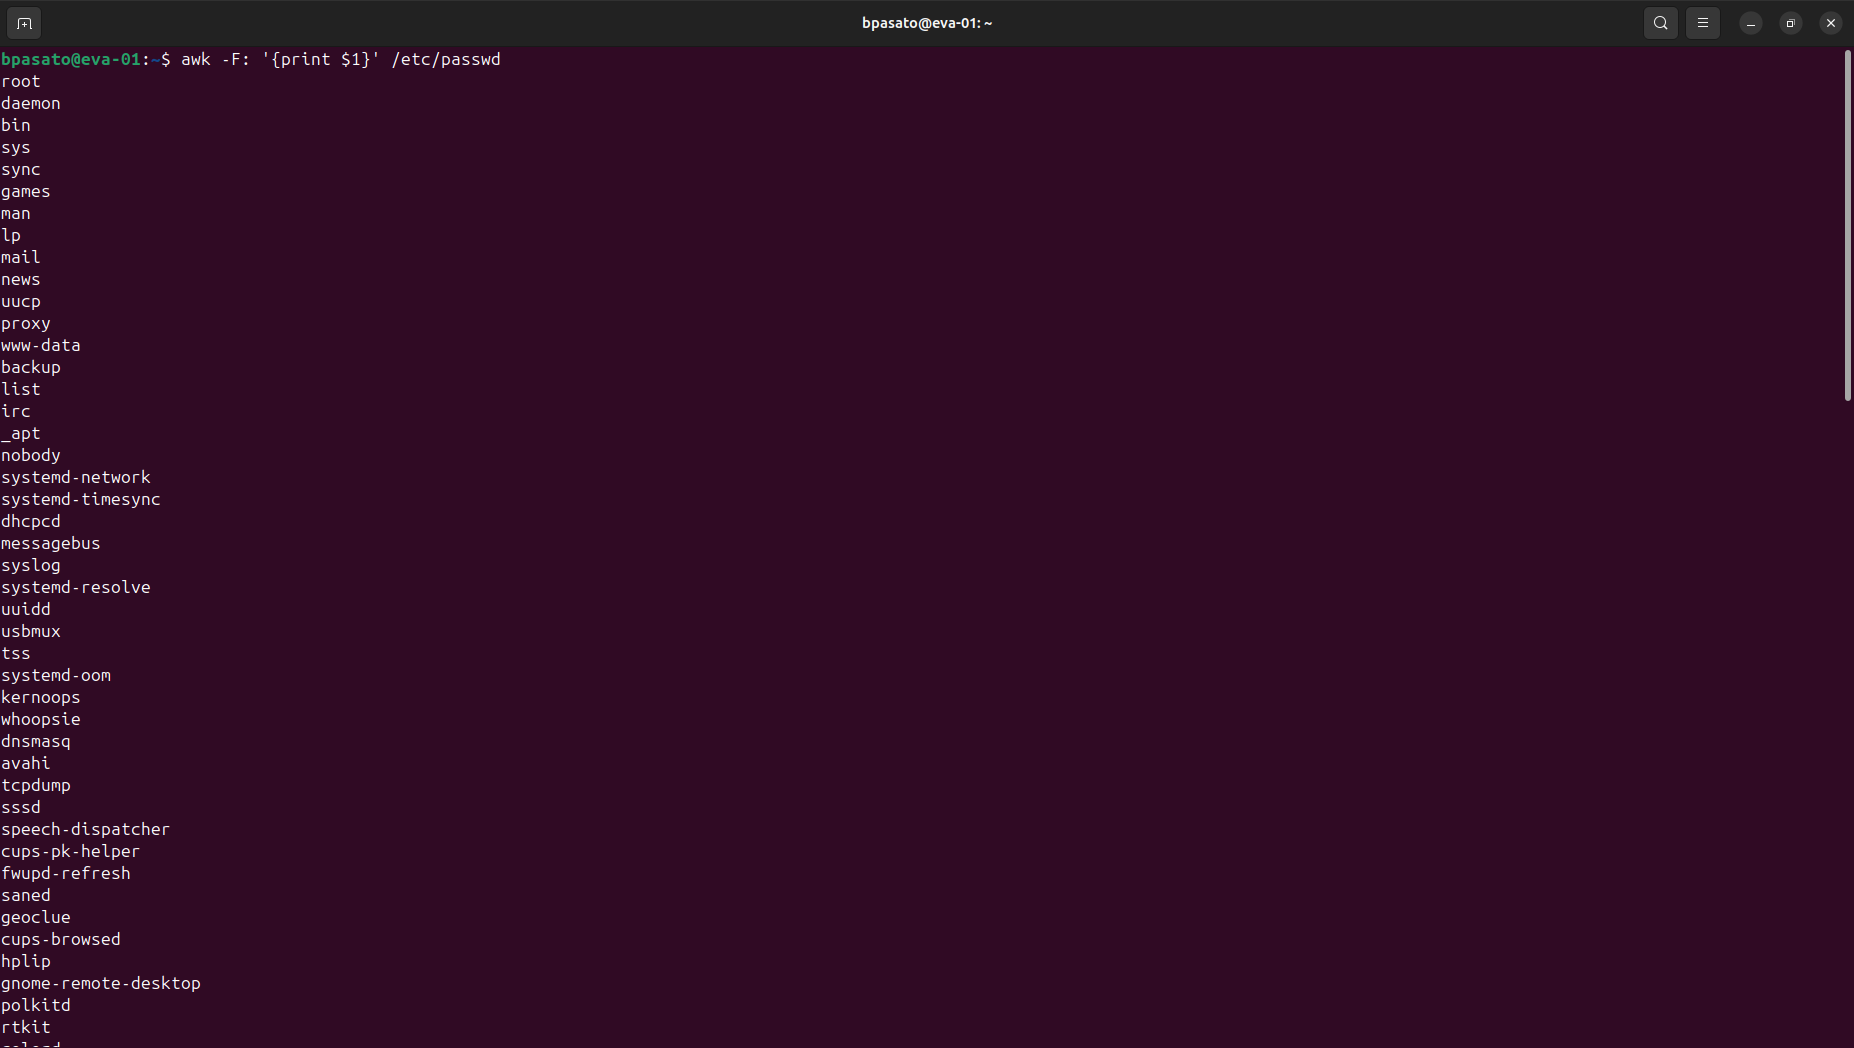 bpasato@eva-01: ~
bpasato@eva-01:~$ awk -F: '{print $1}' /etc/passwd
root
daemon
bin
sys
sync
games
man
lp
mail
news
uucp
proxy
www-data
backup
list
irc
_apt
nobody
systemd-network
systemd-timesync
dhcpcd
messagebus
syslog
systemd-resolve
uuidd
usbmux
tss
systemd-oom
kernoops
whoopsie
dnsmasq
avahi
tcpdump
sssd
speech-dispatcher
cups-pk-helper
fwupd-refresh
saned
geoclue
cups-browsed
hplip
gnome-remote-desktop
polkitd
rtkit